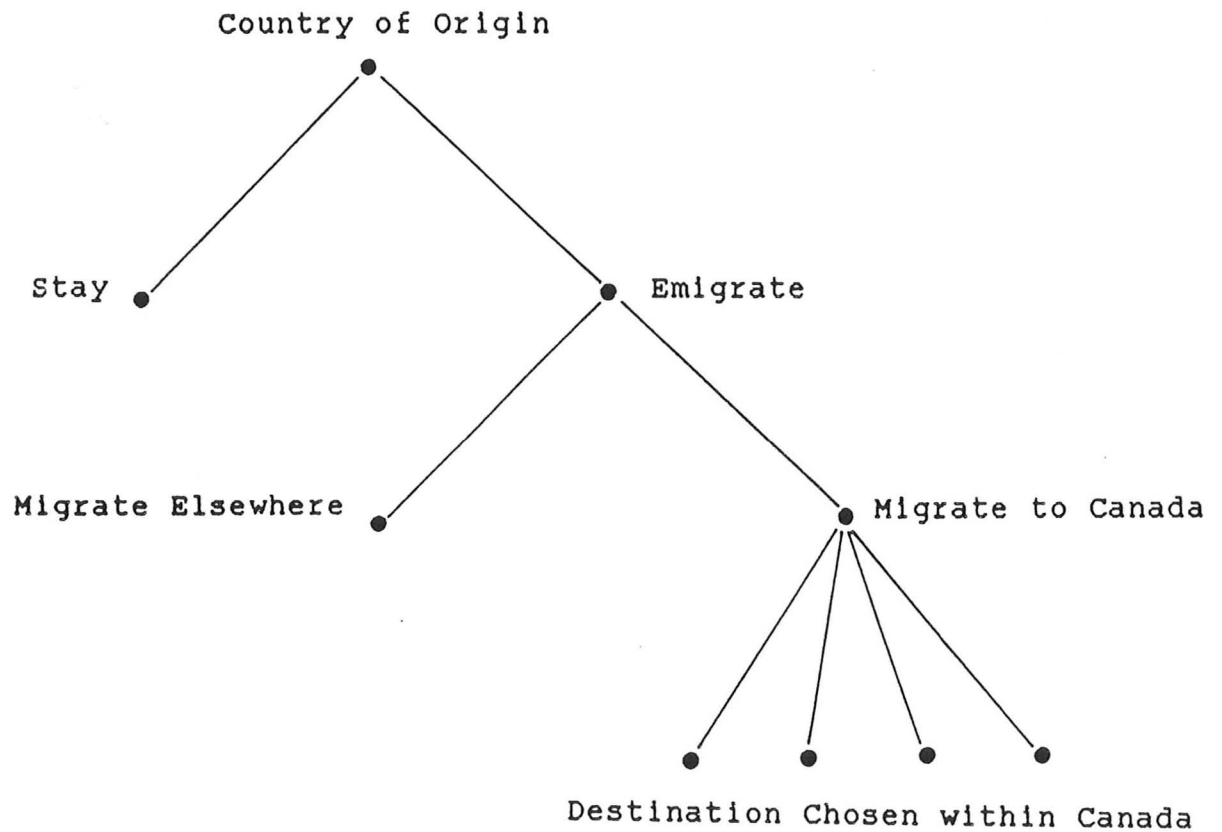 Country of Origin
Stay
Emigrate
Migrate Elsewhere
Migrate to Canada
Destination Chosen within Canada